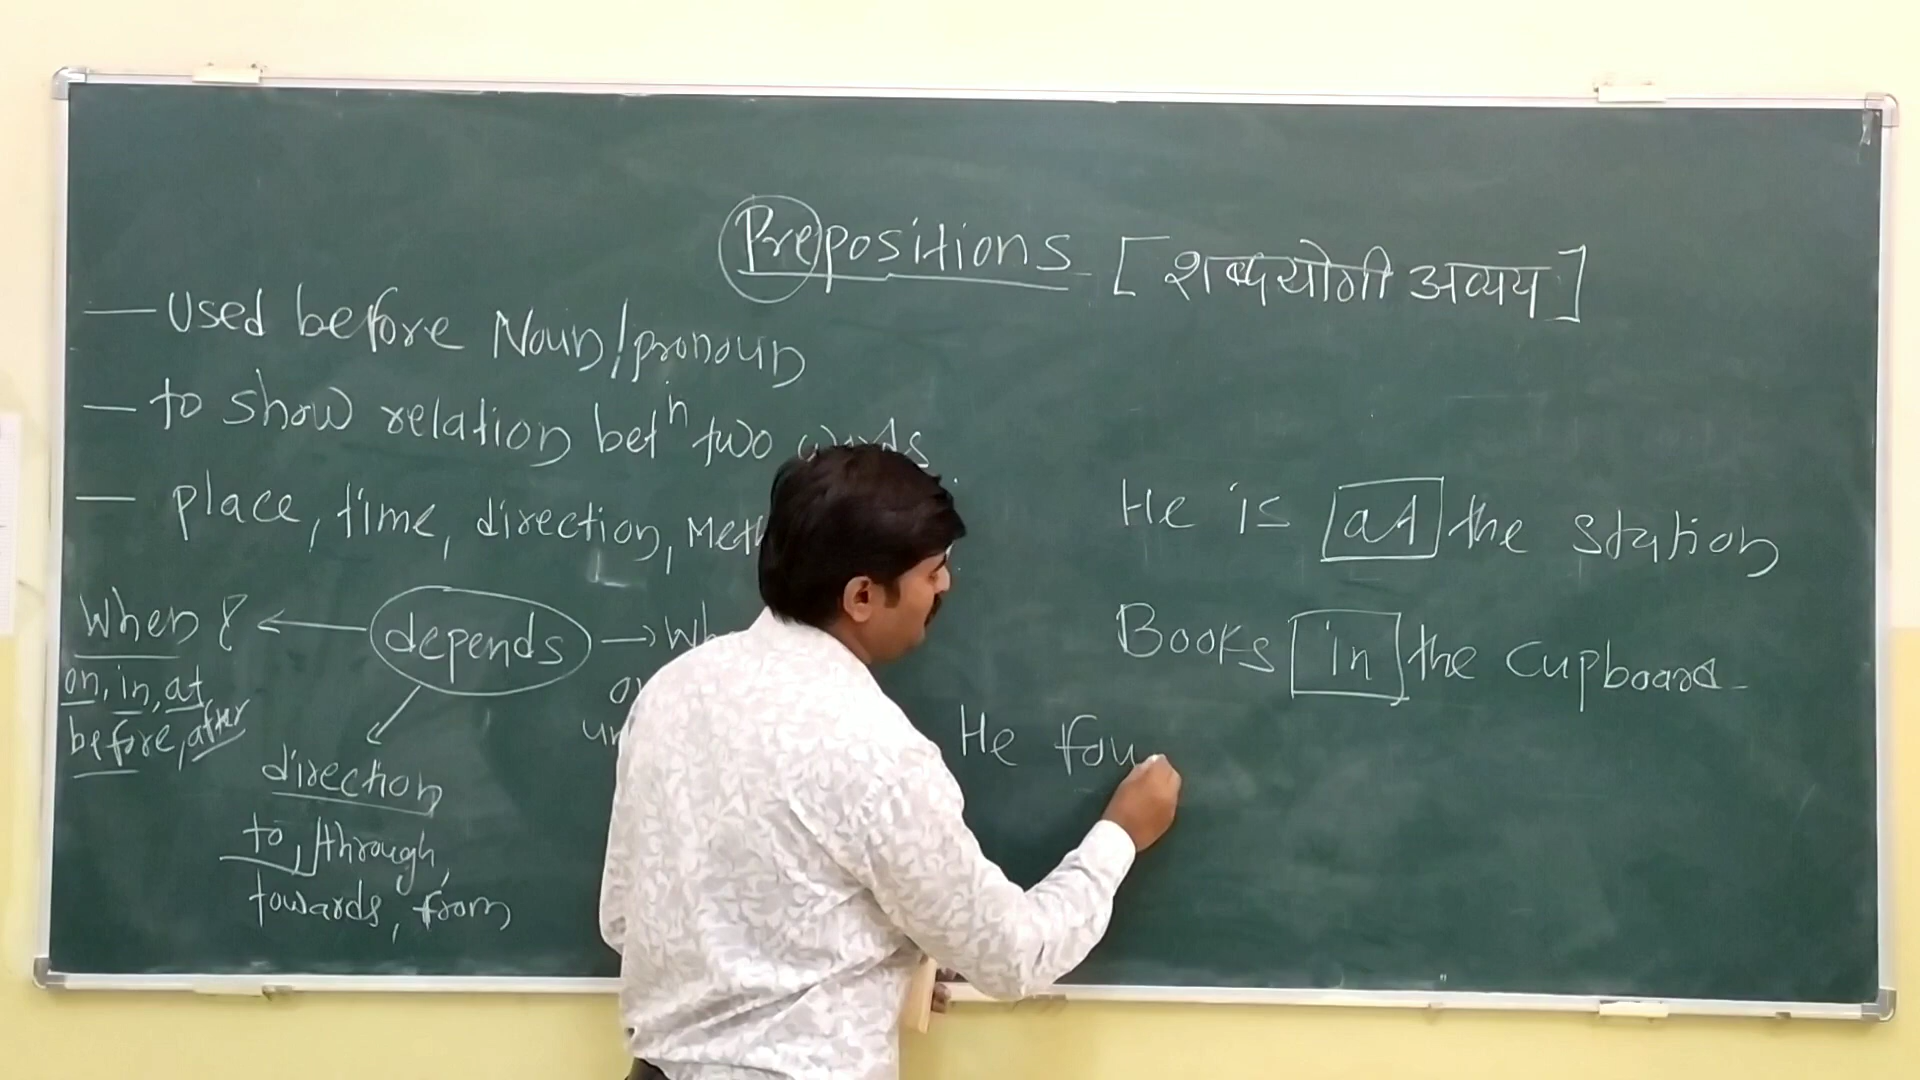 Prepositions [शब्दयोगी अव्यय]
— Used before Noun/pronoun
— to show relation betⁿ two words
— place, time, direction,
When ? ← depends →
on, in, at,
before, after
direction
to, through,
towards, from
He is at the station
Books in the Cupboard
He fou